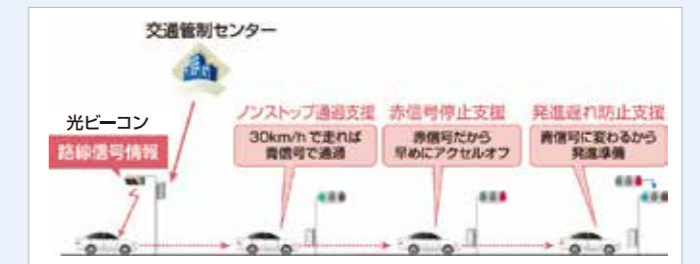 交通管制センター
光ビーコン
路線信号情報
ノンストップ通過支援
30km/hで走れば
青信号で通過
赤信号停止支援
赤信号だから
早めにアクセルオフ
発進遅れ防止支援
青信号に変わるから
発進準備